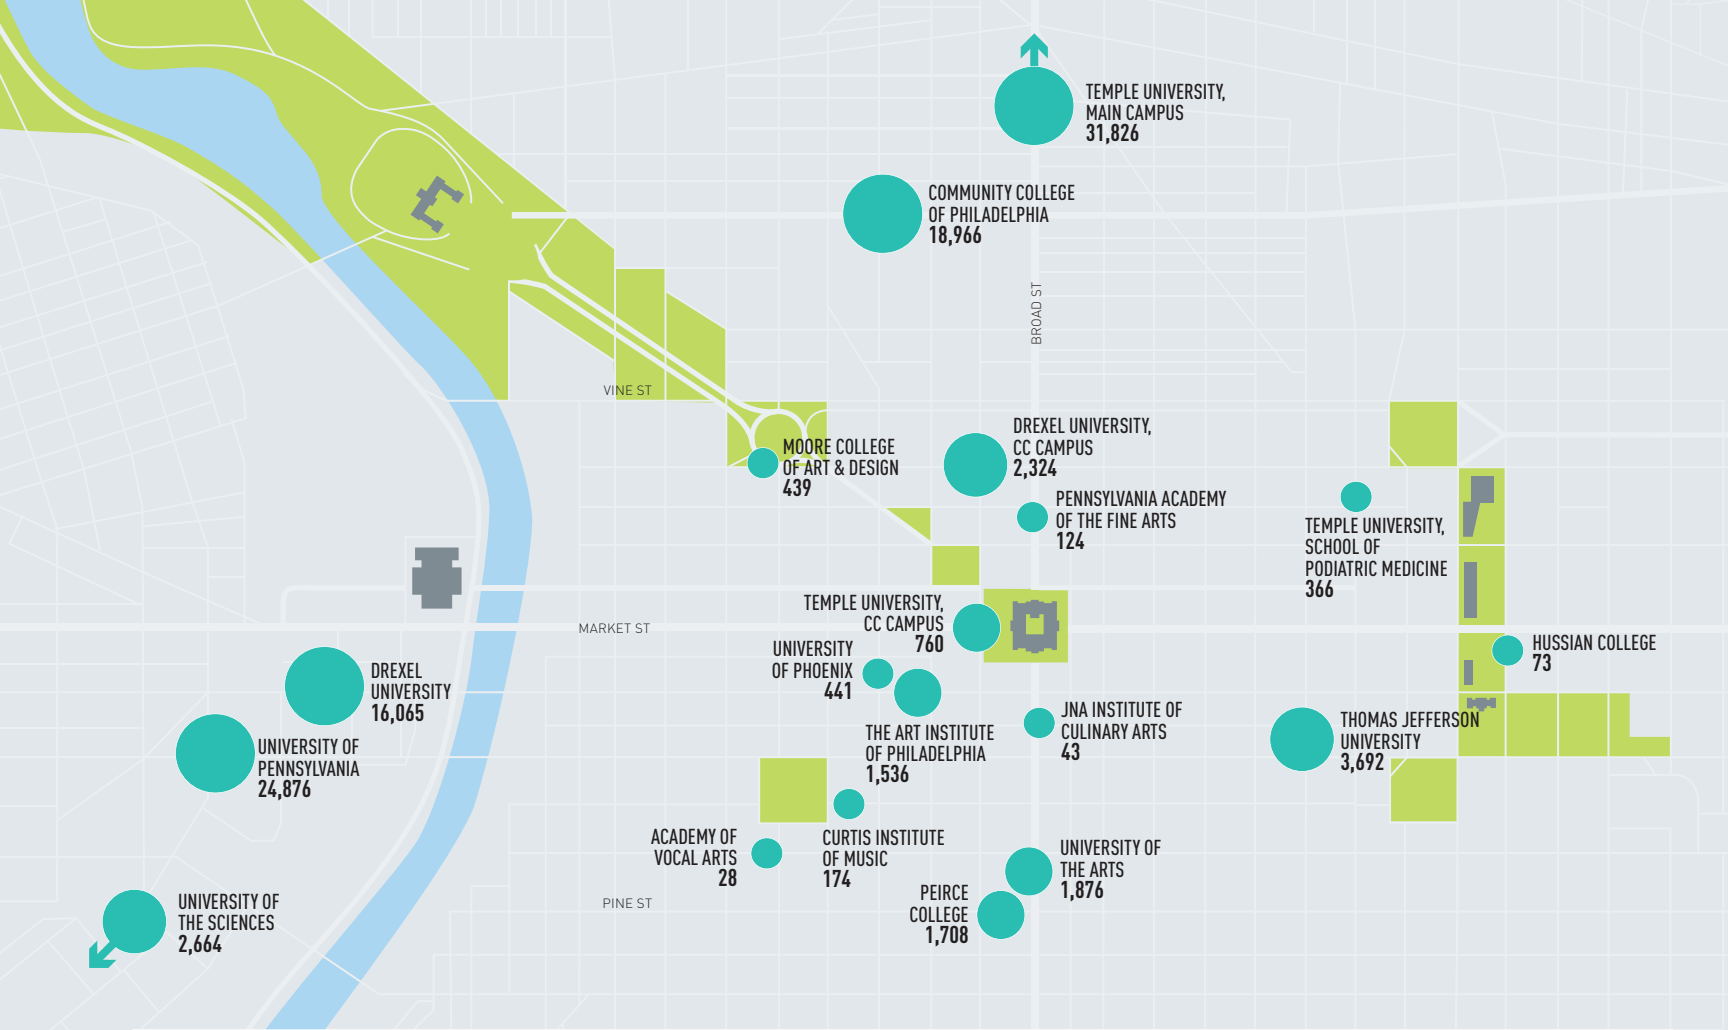 TEMPLE UNIVERSITY,
MAIN CAMPUS
31,826
COMMUNITY COLLEGE
OF PHILADELPHIA
18,966
BROAD ST
VINE ST
MOORE COLLEGE
OF ART & DESIGN
439
DREXEL UNIVERSITY,
CC CAMPUS
2,324
PENNSYLVANIA ACADEMY
OF THE FINE ARTS
124
TEMPLE UNIVERSITY,
SCHOOL OF
PODIATRIC MEDICINE
366
TEMPLE UNIVERSITY,
CC CAMPUS
760
MARKET ST
UNIVERSITY
OF PHOENIX
441
HUSSIAN COLLEGE
73
DREXEL
UNIVERSITY
16,065
UNIVERSITY OF
PENNSYLVANIA
24,876
THE ART INSTITUTE
OF PHILADELPHIA
1,536
JNA INSTITUTE OF
CULINARY ARTS
43
THOMAS JEFFERSON
UNIVERSITY
3,692
ACADEMY OF
VOCAL ARTS
28
CURTIS INSTITUTE
OF MUSIC
174
UNIVERSITY OF
THE ARTS
1,876
PEIRCE
COLLEGE
1,708
PINE ST
UNIVERSITY OF
THE SCIENCES
2,664